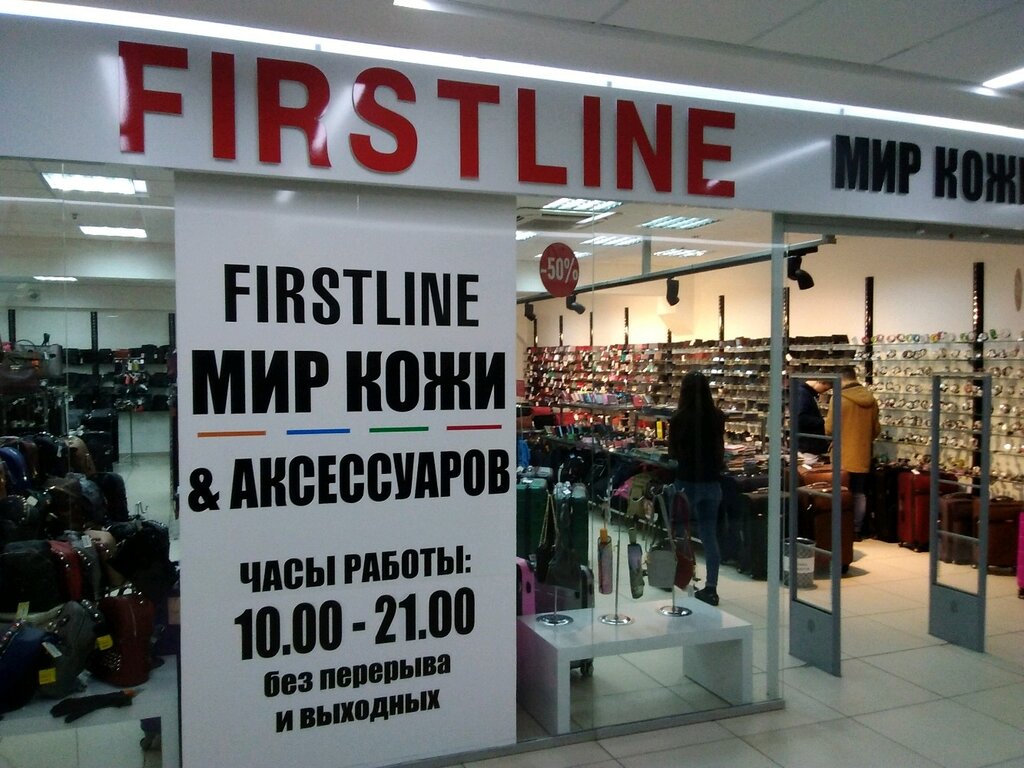 FIRSTLINE
МИР КОЖИ
-50%
FIRSTLINE
МИР КОЖИ
& АКСЕССУАРОВ
ЧАСЫ РАБОТЫ:
10.00 - 21.00
без перерыва
и выходных